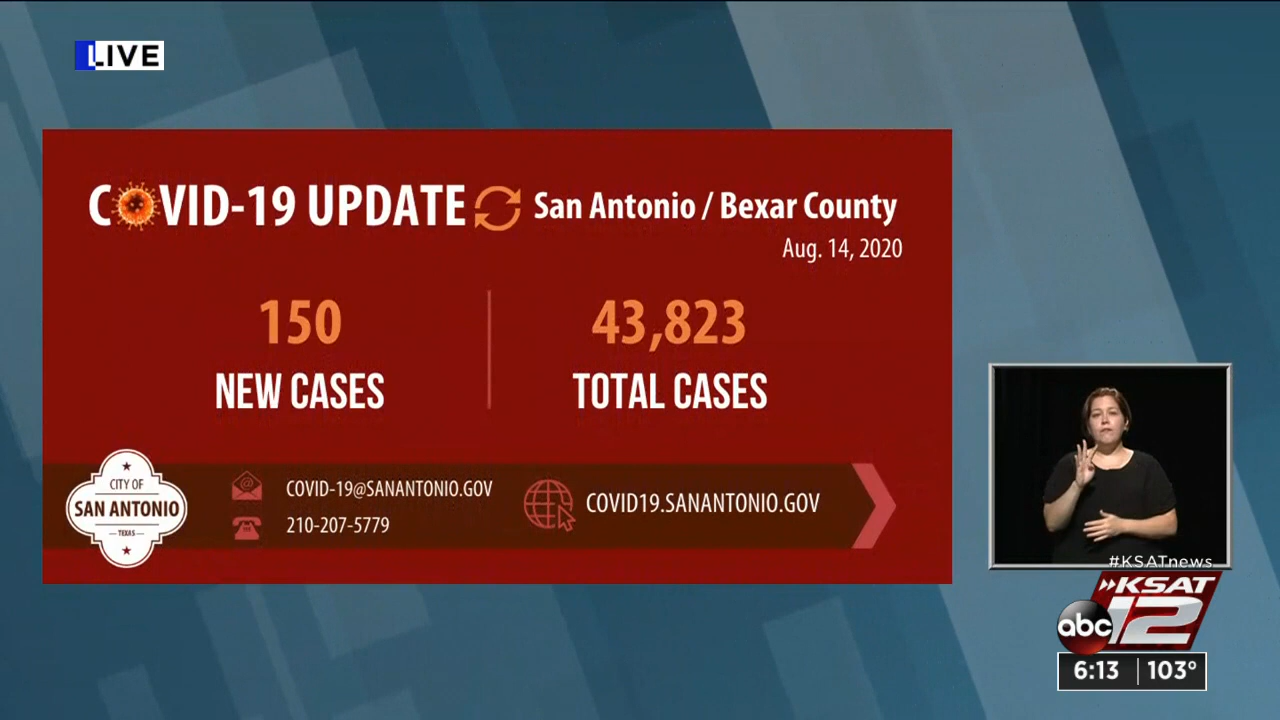 LIVE
COVID-19 UPDATE
San Antonio / Bexar County
Aug. 14, 2020
150
NEW CASES
43,823
TOTAL CASES
CITY OF
SAN ANTONIO
TEXAS
COVID-19@SANANTONIO.GOV
210-207-5779
COVID19.SANANTONIO.GOV
#KSATnews
KSAT
12
abc
6:13
103°